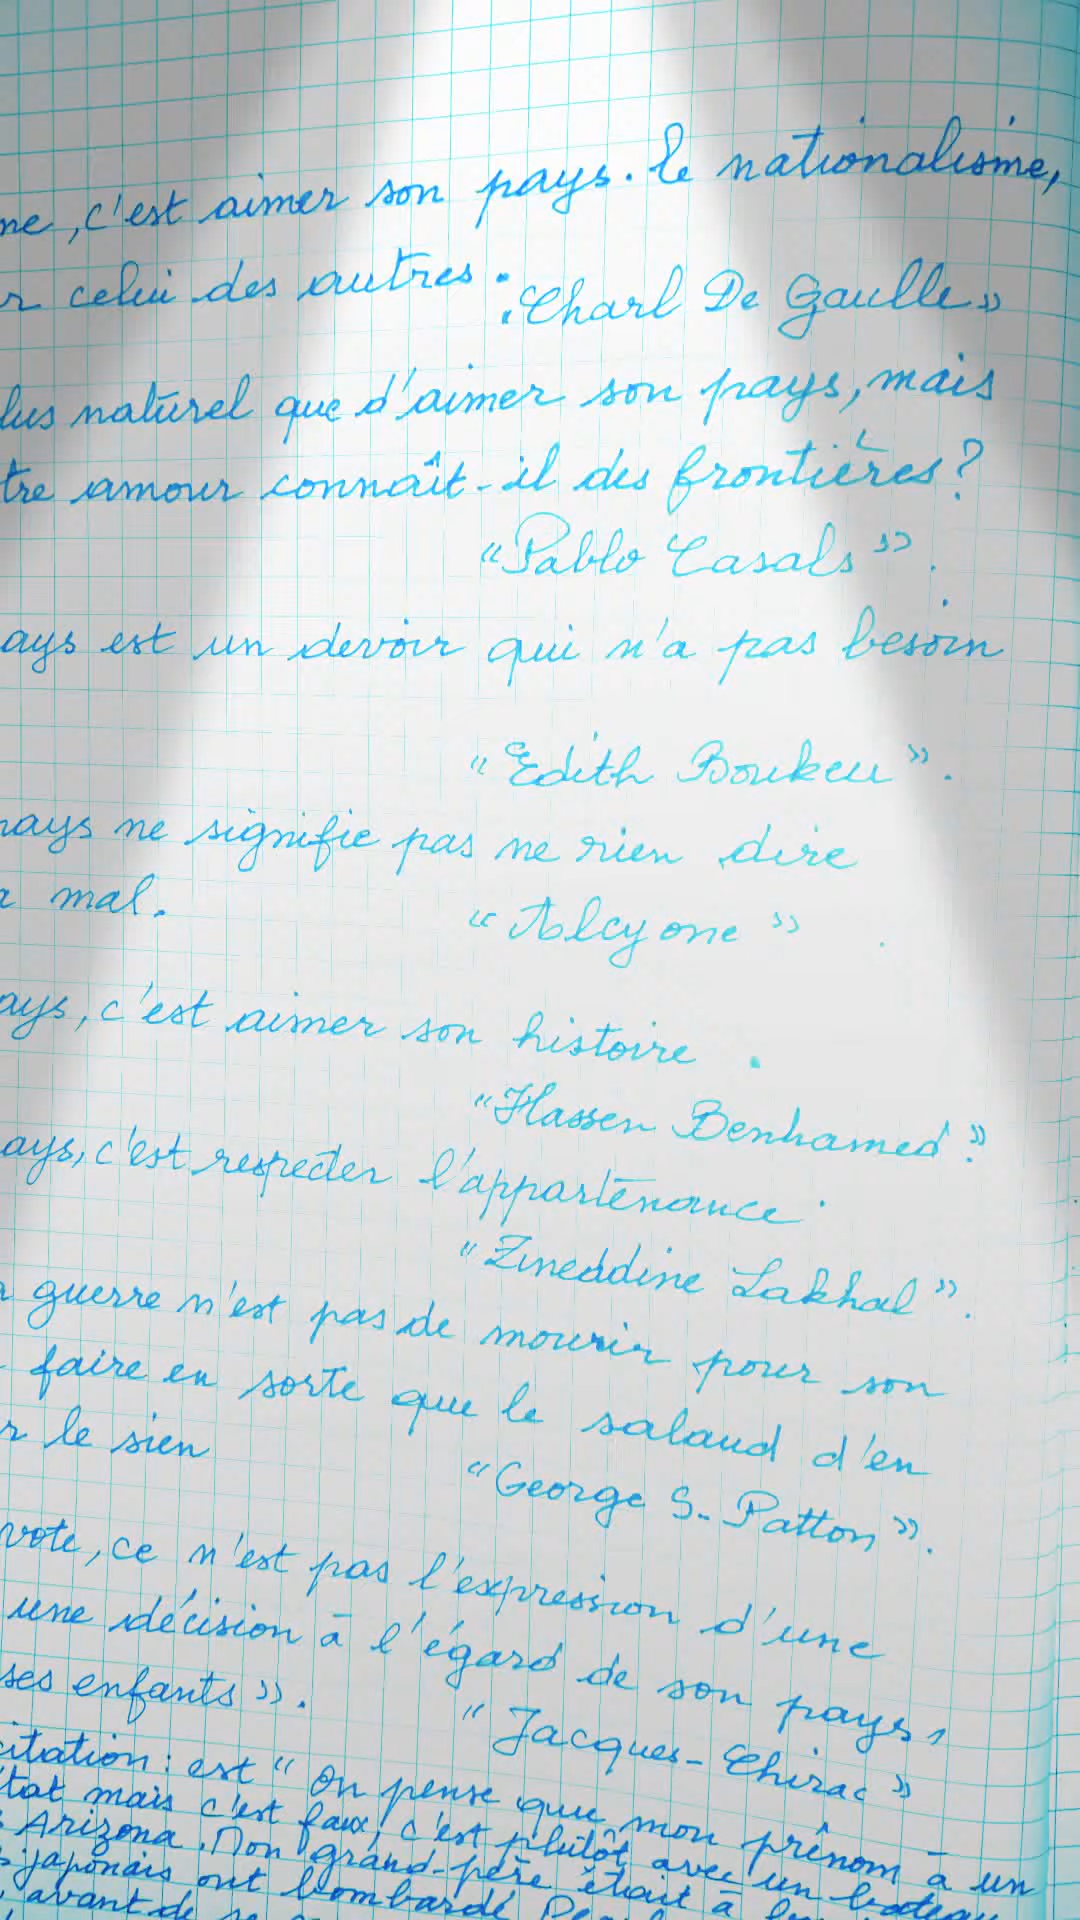 ne, c'est aimer son pays. le nationalisme,
r celui des autres.
"Charl De Gaulle»
lus naturel que d'aimer son pays, mais
tre amour connaît-il des frontières?
"Pablo Casals".
ays est un devoir qui n'a pas besoin
"Edith Boukeu".
pays ne signifie pas ne rien dire
a mal.
"Alcyone"
ays, c'est aimer son histoire.
"Hassen Benhamed".
ays, c'est respecter l'appartenance.
"Zineddine Lakhal".
a guerre n'est pas de mourir pour son
faire en sorte que le salaud d'en
r le sien
"George S. Patton".
vote, ce n'est pas l'expression d'une
une décision à l'égard de son pays,
ses enfants».
"Jacques-Chirac"
citation: est "On pense que mon prénom à un
tat mais c'est faux, c'est plutôt avec un bateau
Arizona. Mon grand-père était à
japonais ont bombardé
avant de